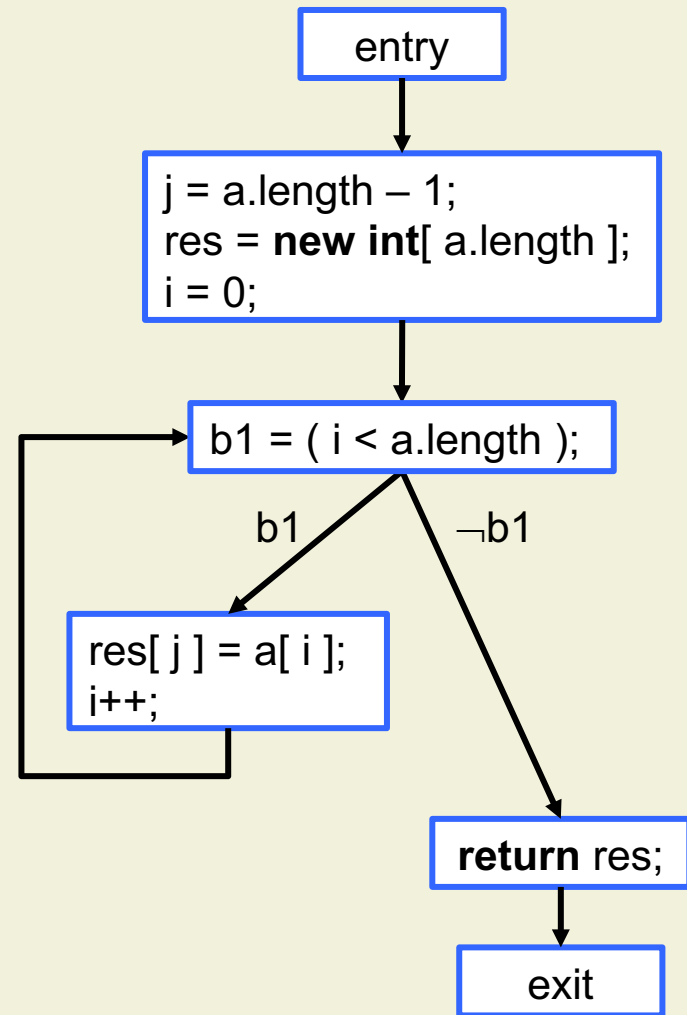 entry
j = a.length – 1;
res = new int[ a.length ];
i = 0;
b1 = ( i < a.length );
b1
¬b1
res[ j ] = a[ i ];
i++;
return res;
exit